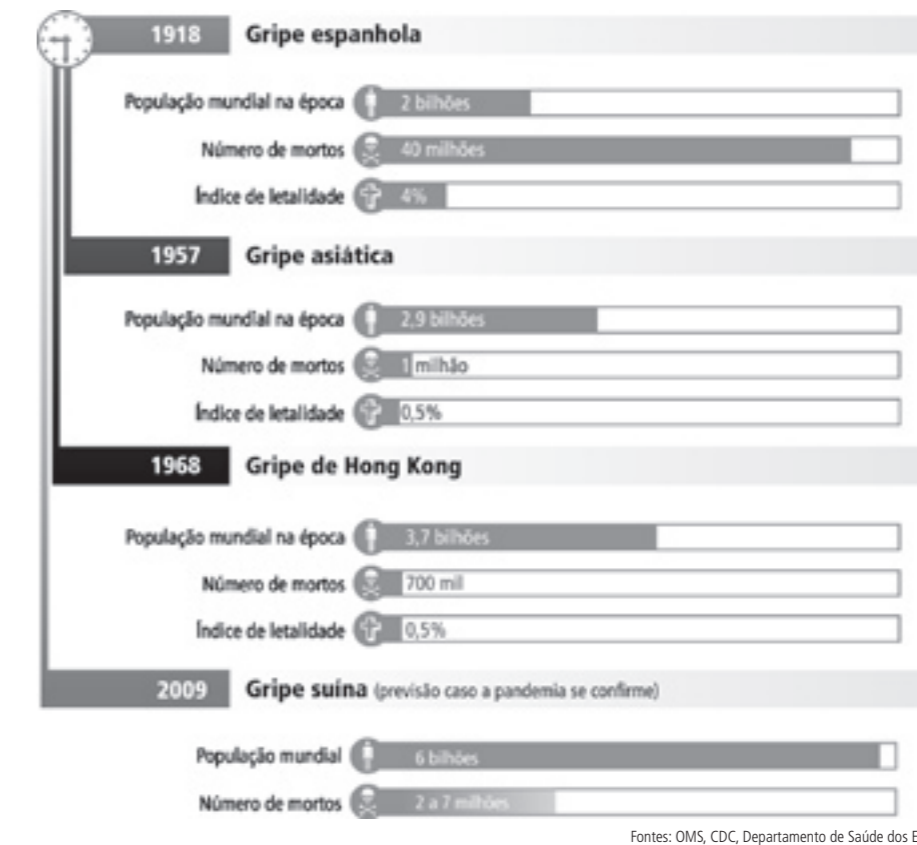 1918 Gripe espanhola
População mundial na época 2 bilhões
Número de mortos 40 milhões
Índice de letalidade 4%
1957 Gripe asiática
População mundial na época 2,9 bilhões
Número de mortos 1 milhão
Índice de letalidade 0,5%
1968 Gripe de Hong Kong
População mundial na época 3,7 bilhões
Número de mortos 700 mil
Índice de letalidade 0,5%
2009 Gripe suína (previsão caso a pandemia se confirme)
População mundial 6 bilhões
Número de mortos 2 a 7 milhões
Fontes: OMS, CDC, Departamento de Saúde dos